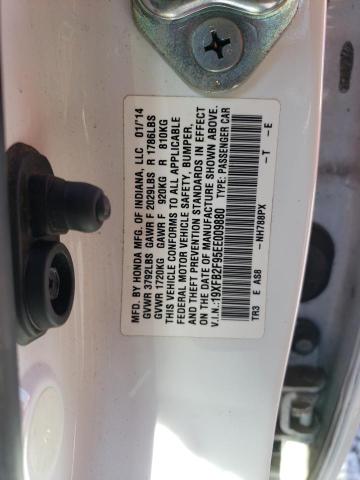 MFD. BY HONDA MFG. OF INDIANA, LLC 01/14
GVWR 3792LBS GAWR F 2029LBS R 1786LBS
GVWR 1720KG GAWR F 920KG R 810KG
THIS VEHICLE CONFORMS TO ALL APPLICABLE
FEDERAL MOTOR VEHICLE SAFETY, BUMPER,
AND THEFT PREVENTION STANDARDS IN EFFECT
ON THE DATE OF MANUFACTURE SHOWN ABOVE.
V.I.N.:19XFB2F95EE009880 TYPE: PASSENGER CAR
TR3 E AS8 -NH788PX -T -E